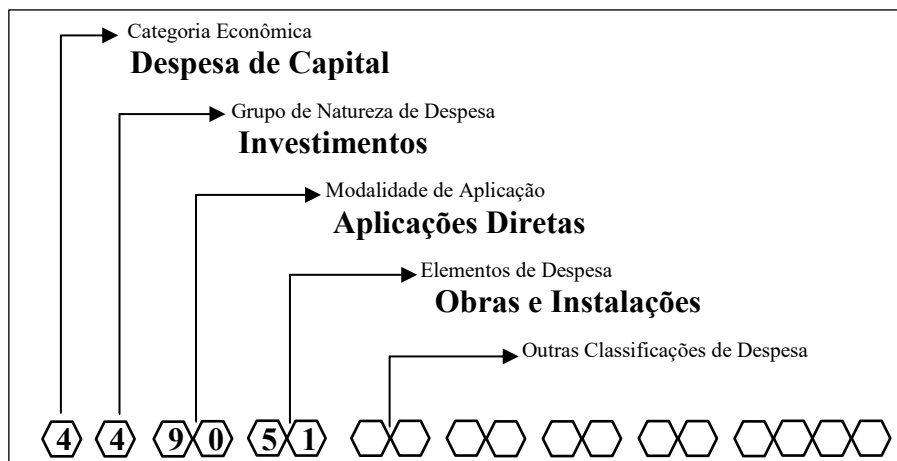 Categoria Econômica
Despesa de Capital
Grupo de Natureza de Despesa
Investimentos
Modalidade de Aplicação
Aplicações Diretas
Elementos de Despesa
Obras e Instalações
Outras Classificações de Despesa
4 4 9 0 5 1